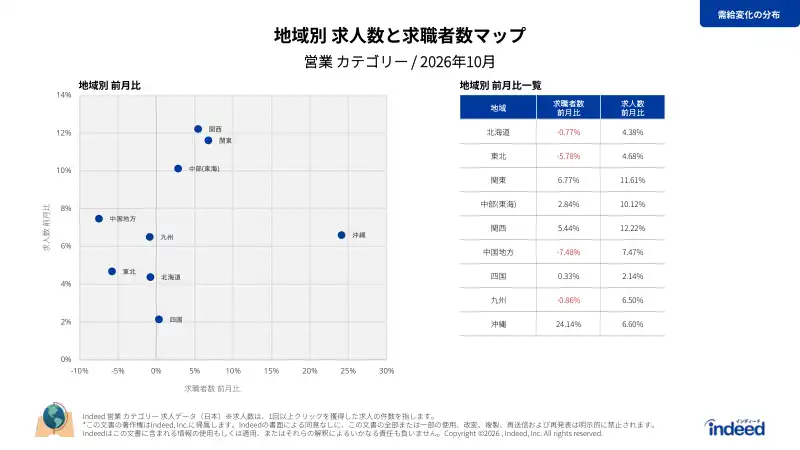 需給変化の分布
地域別 求人数と求職者数マップ
営業 カテゴリー / 2026年10月
地域別 前月比
14%
12%
10%
8%
6%
4%
2%
0%
-10%
-5%
0%
5%
10%
15%
20%
25%
30%
求人数 前月比
求職者数 前月比
関西
関東
中部(東海)
中国地方
九州
沖縄
東北
北海道
四国
地域別 前月比一覧
地域 求職者数 前月比 求人数 前月比
北海道 -0.77% 4.38%
東北 -5.78% 4.68%
関東 6.77% 11.61%
中部(東海) 2.84% 10.12%
関西 5.44% 12.22%
中国地方 -7.48% 7.47%
四国 0.33% 2.14%
九州 -0.86% 6.50%
沖縄 24.14% 6.60%
Indeed 営業 カテゴリー 求人データ（日本）※求人数は、1回以上クリックを獲得した求人の件数を指します。
*この文書の著作権はIndeed, Inc.に帰属します。Indeedの書面による同意なしに、この文書の全部または一部の使用、改変、複製、再送信および再発表は明示的に禁止されます。
Indeedはこの文書に含まれる情報の使用もしくは適用、またはそれらの解釈によるいかなる責任も負いません。Copyright ©2026 , Indeed, Inc. All rights reserved.
インディード
indeed